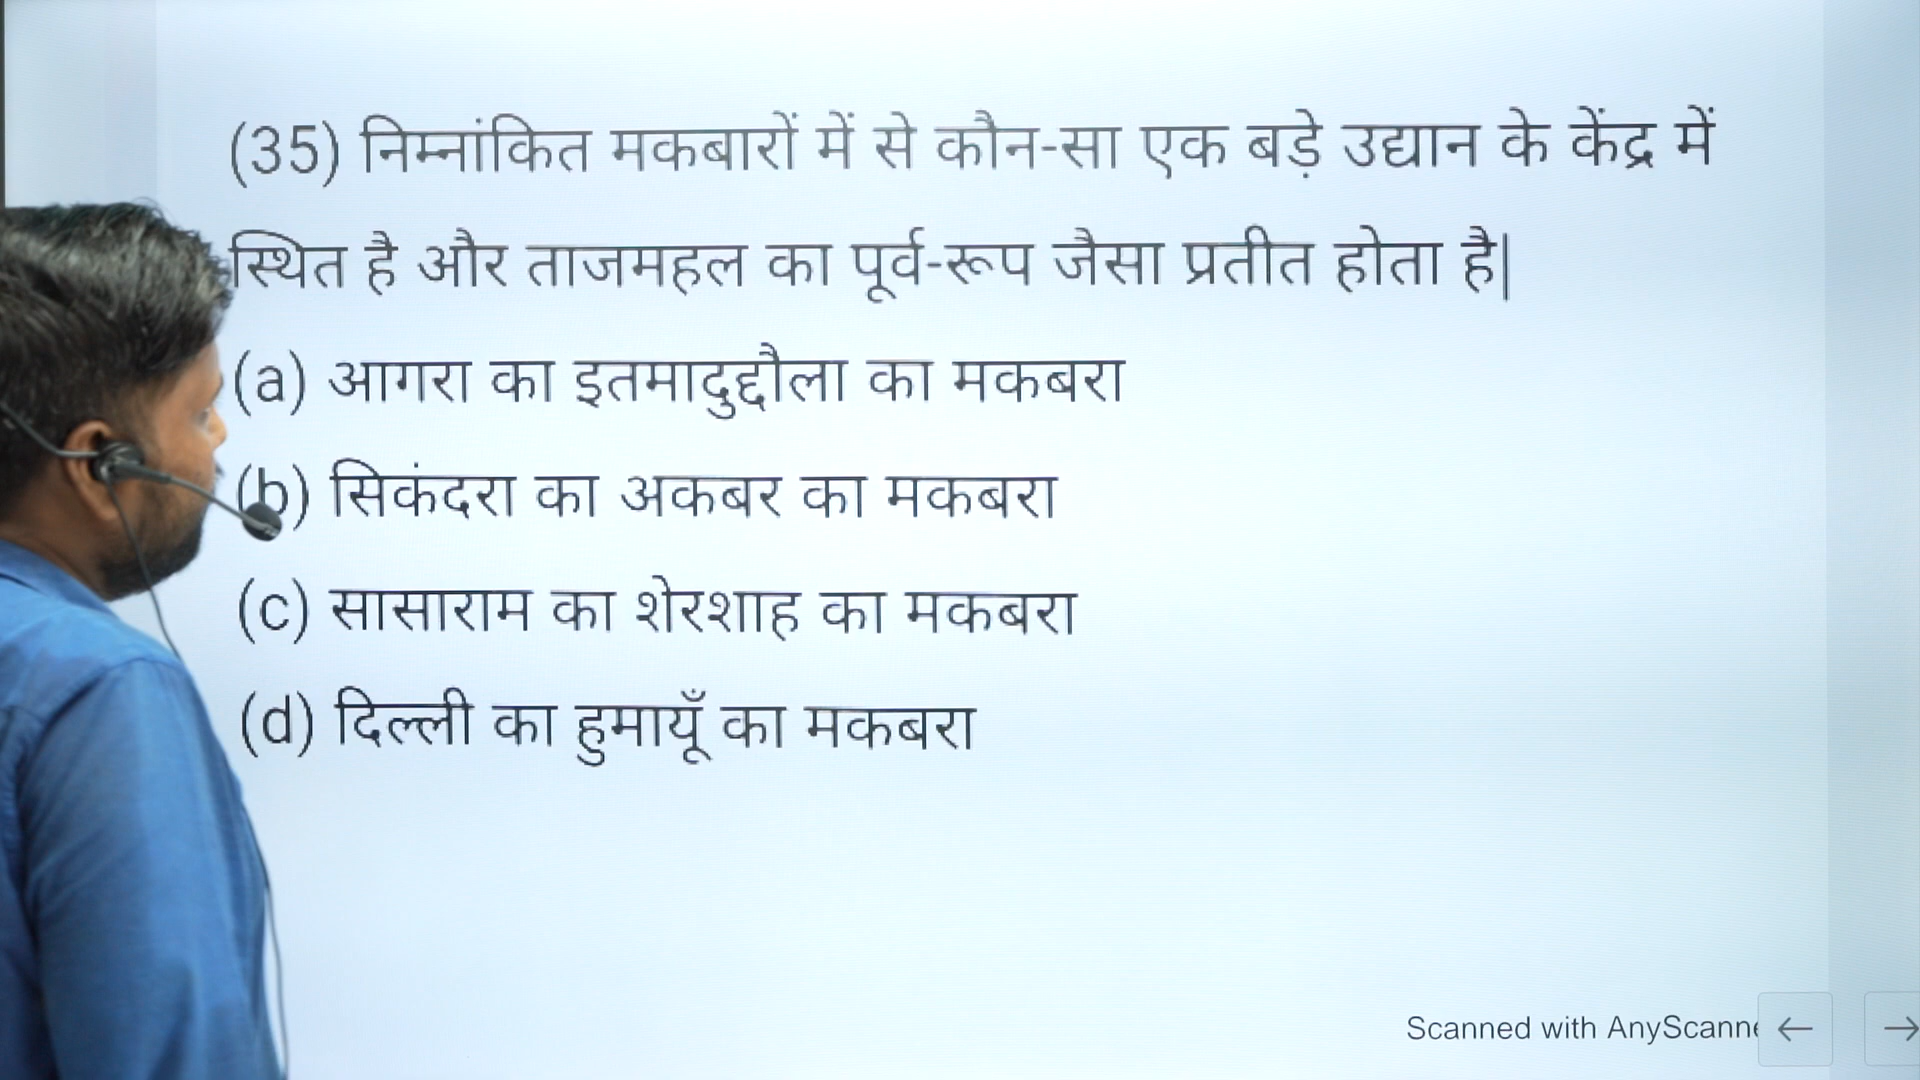 (35) निम्नांकित मकबारों में से कौन-सा एक बड़े उद्यान के केंद्र में
स्थित है और ताजमहल का पूर्व-रूप जैसा प्रतीत होता है|
(a) आगरा का इतमादुद्दौला का मकबरा
(b) सिकंदरा का अकबर का मकबरा
(c) सासाराम का शेरशाह का मकबरा
(d) दिल्ली का हुमायूँ का मकबरा
Scanned with AnyScanne